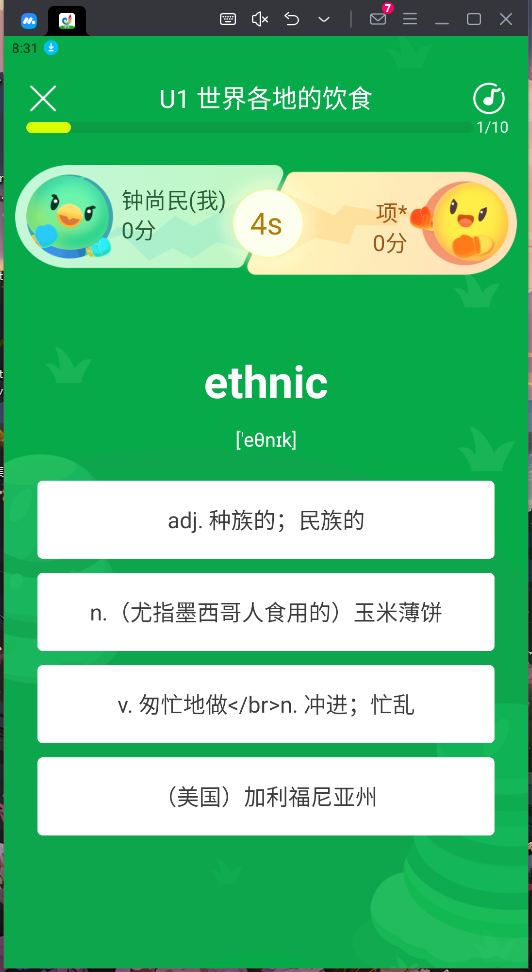 7
8:31
U1 世界各地的饮食
1/10
钟尚民(我)
0分
4s
项*
0分
ethnic
[ˈeθnɪk]
adj. 种族的；民族的
n.（尤指墨西哥人食用的）玉米薄饼
v. 匆忙地做</br>n. 冲进；忙乱
（美国）加利福尼亚州